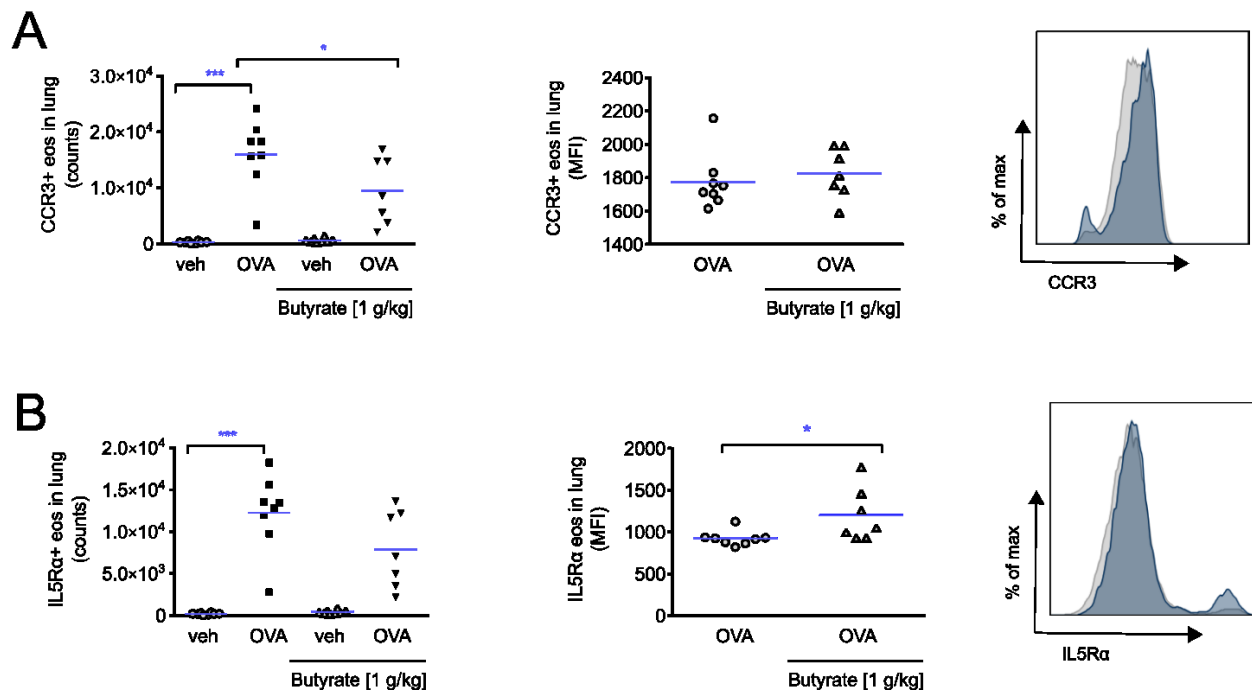 A
CCR3+ eos in lung
(counts)
3.0×10⁴
2.0×10⁴
1.0×10⁴
0
***
*
veh
OVA
veh
OVA
Butyrate [1 g/kg]
CCR3+ eos in lung
(MFI)
2400
2200
2000
1800
1600
1400
OVA
OVA
Butyrate [1 g/kg]
% of max
CCR3
B
IL5Rα+ eos in lung
(counts)
2.0×10⁴
1.5×10⁴
1.0×10⁴
5.0×10³
0
***
veh
OVA
veh
OVA
Butyrate [1 g/kg]
IL5Rα eos in lung
(MFI)
2000
1500
1000
500
0
*
OVA
OVA
Butyrate [1 g/kg]
% of max
IL5Rα